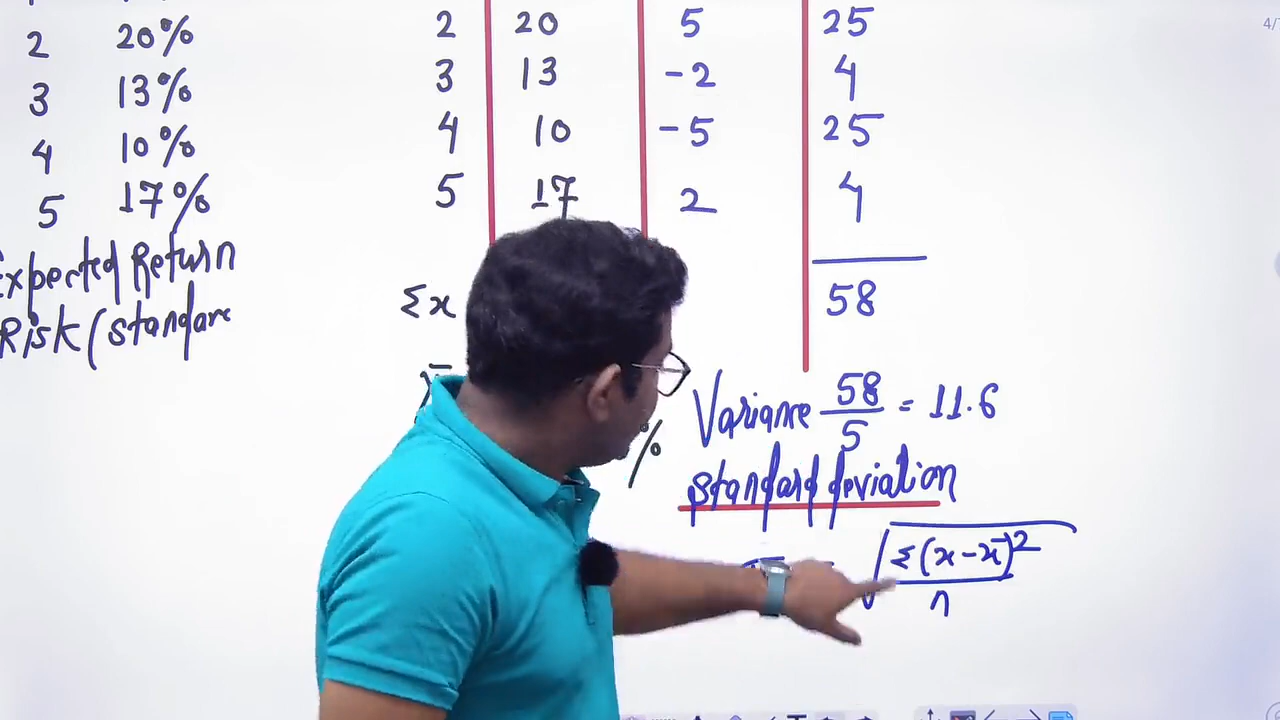 2 20%
3 13%
4 10%
5 17%
Expected Return
Risk (standard
2 20 5 25
3 13 -2 4
4 10 -5 25
5 17 2 4
Σx 58
%
Variance 58/5 = 11.6
standard deviation
√Σ(x-x̄)²/n